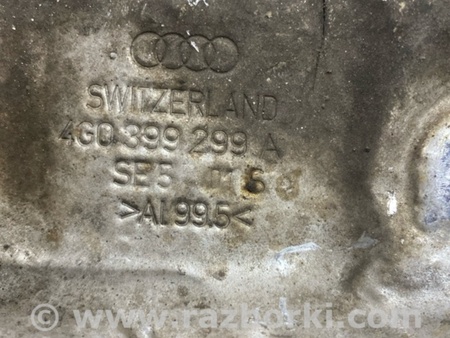 SWITZERLAND
4G0 399 299 A
>Al 99.5<
www.razborki.com